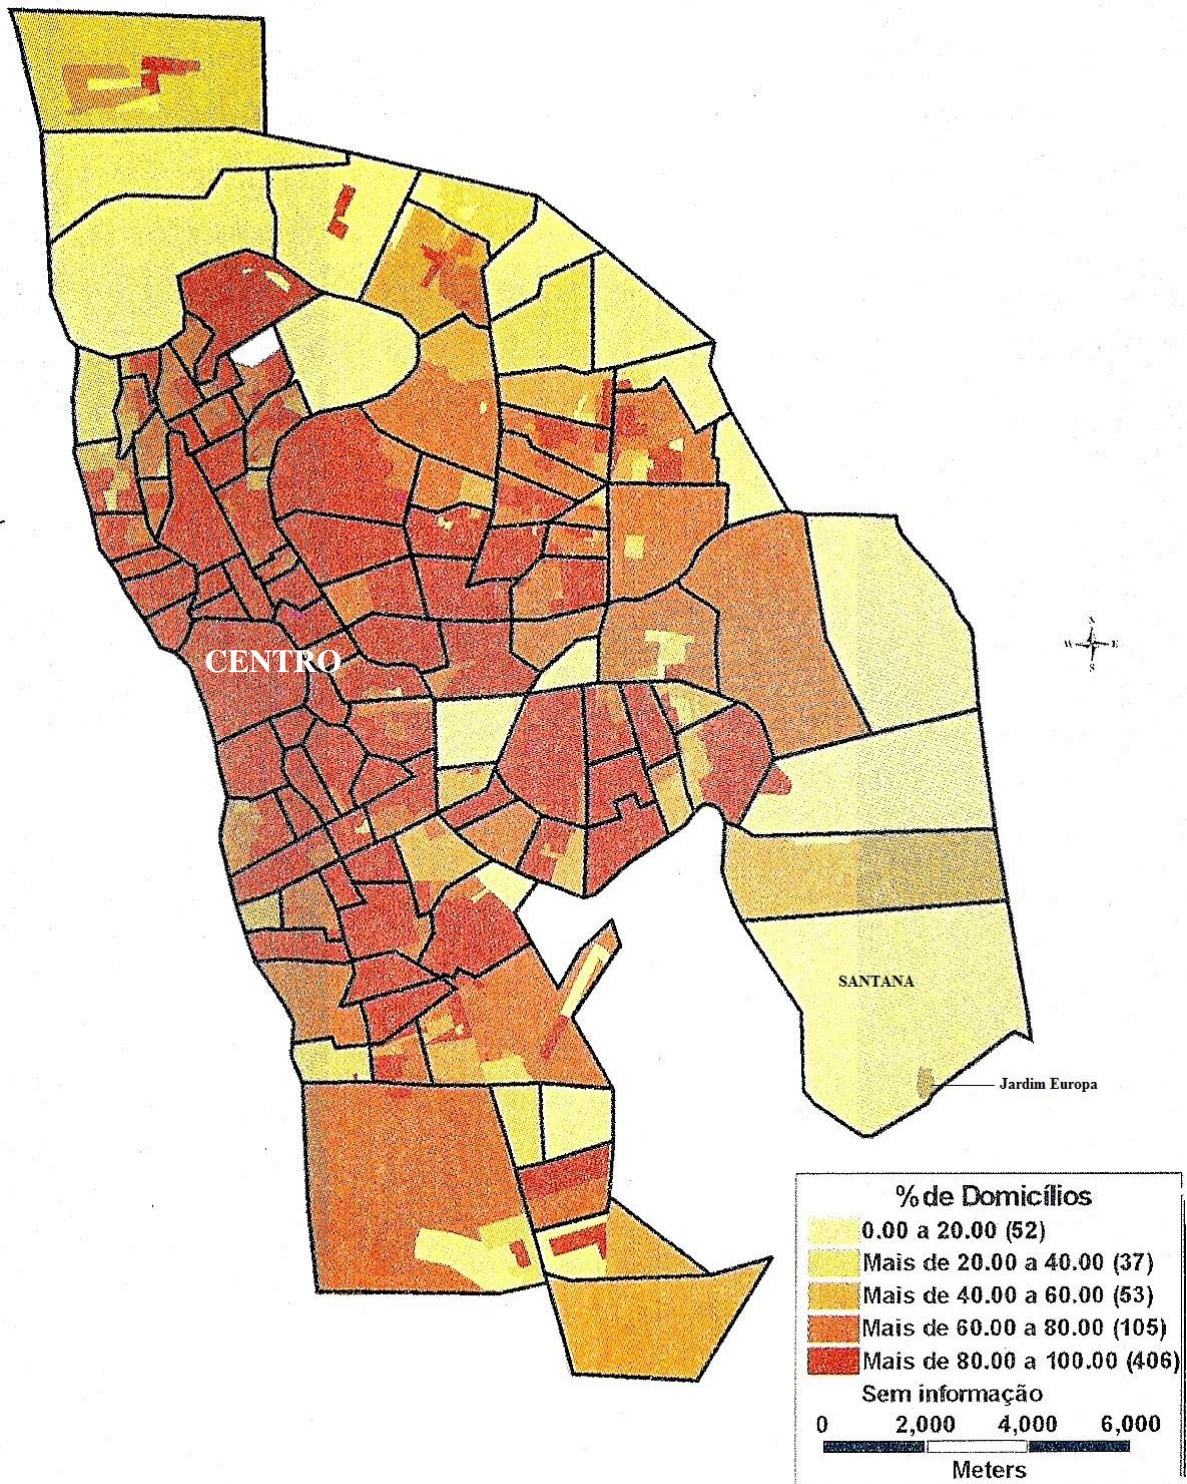 N
W E
S
CENTRO
SANTANA
Jardim Europa
% de Domicílios
0.00 a 20.00 (52)
Mais de 20.00 a 40.00 (37)
Mais de 40.00 a 60.00 (53)
Mais de 60.00 a 80.00 (105)
Mais de 80.00 a 100.00 (406)
Sem informação
0 2,000 4,000 6,000
Meters